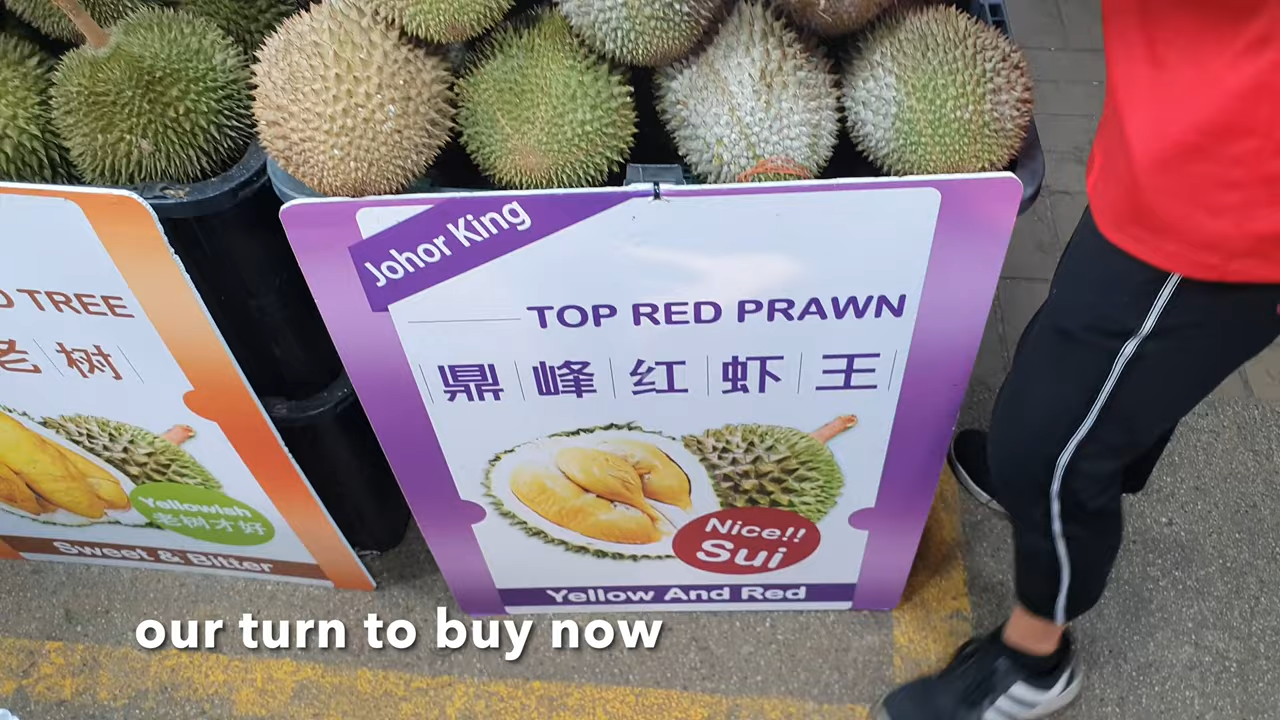 D TREE
老 树
Yellowish
老树才好
Sweet & Bitter
Johor King
TOP RED PRAWN
鼎 峰 红 虾 王
Nice!!
Sui
Yellow And Red
our turn to buy now